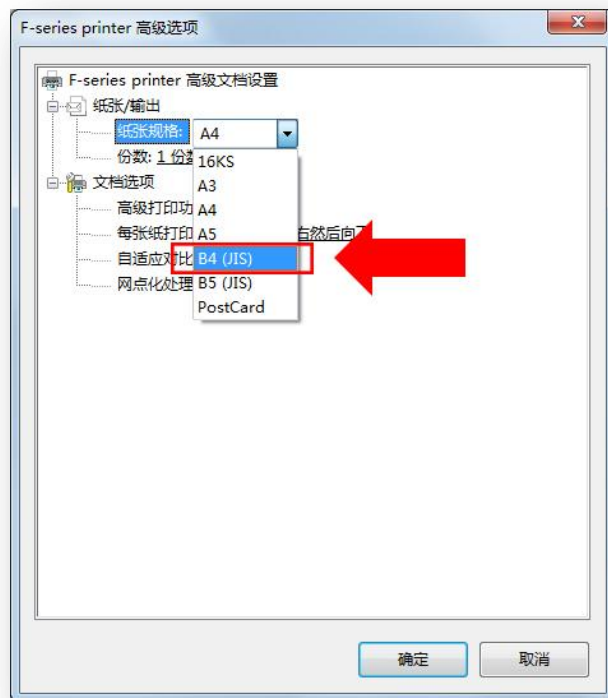 F-series printer 高级选项
F-series printer 高级文档设置
纸张/输出
纸张规格: A4
份数: 1 份
16KS
A3
文档选项
高级打印功 A4
每张纸打印 A5 右然后向
自适应对比 B4 (JIS)
网点化处理 B5 (JIS)
PostCard
确定 取消